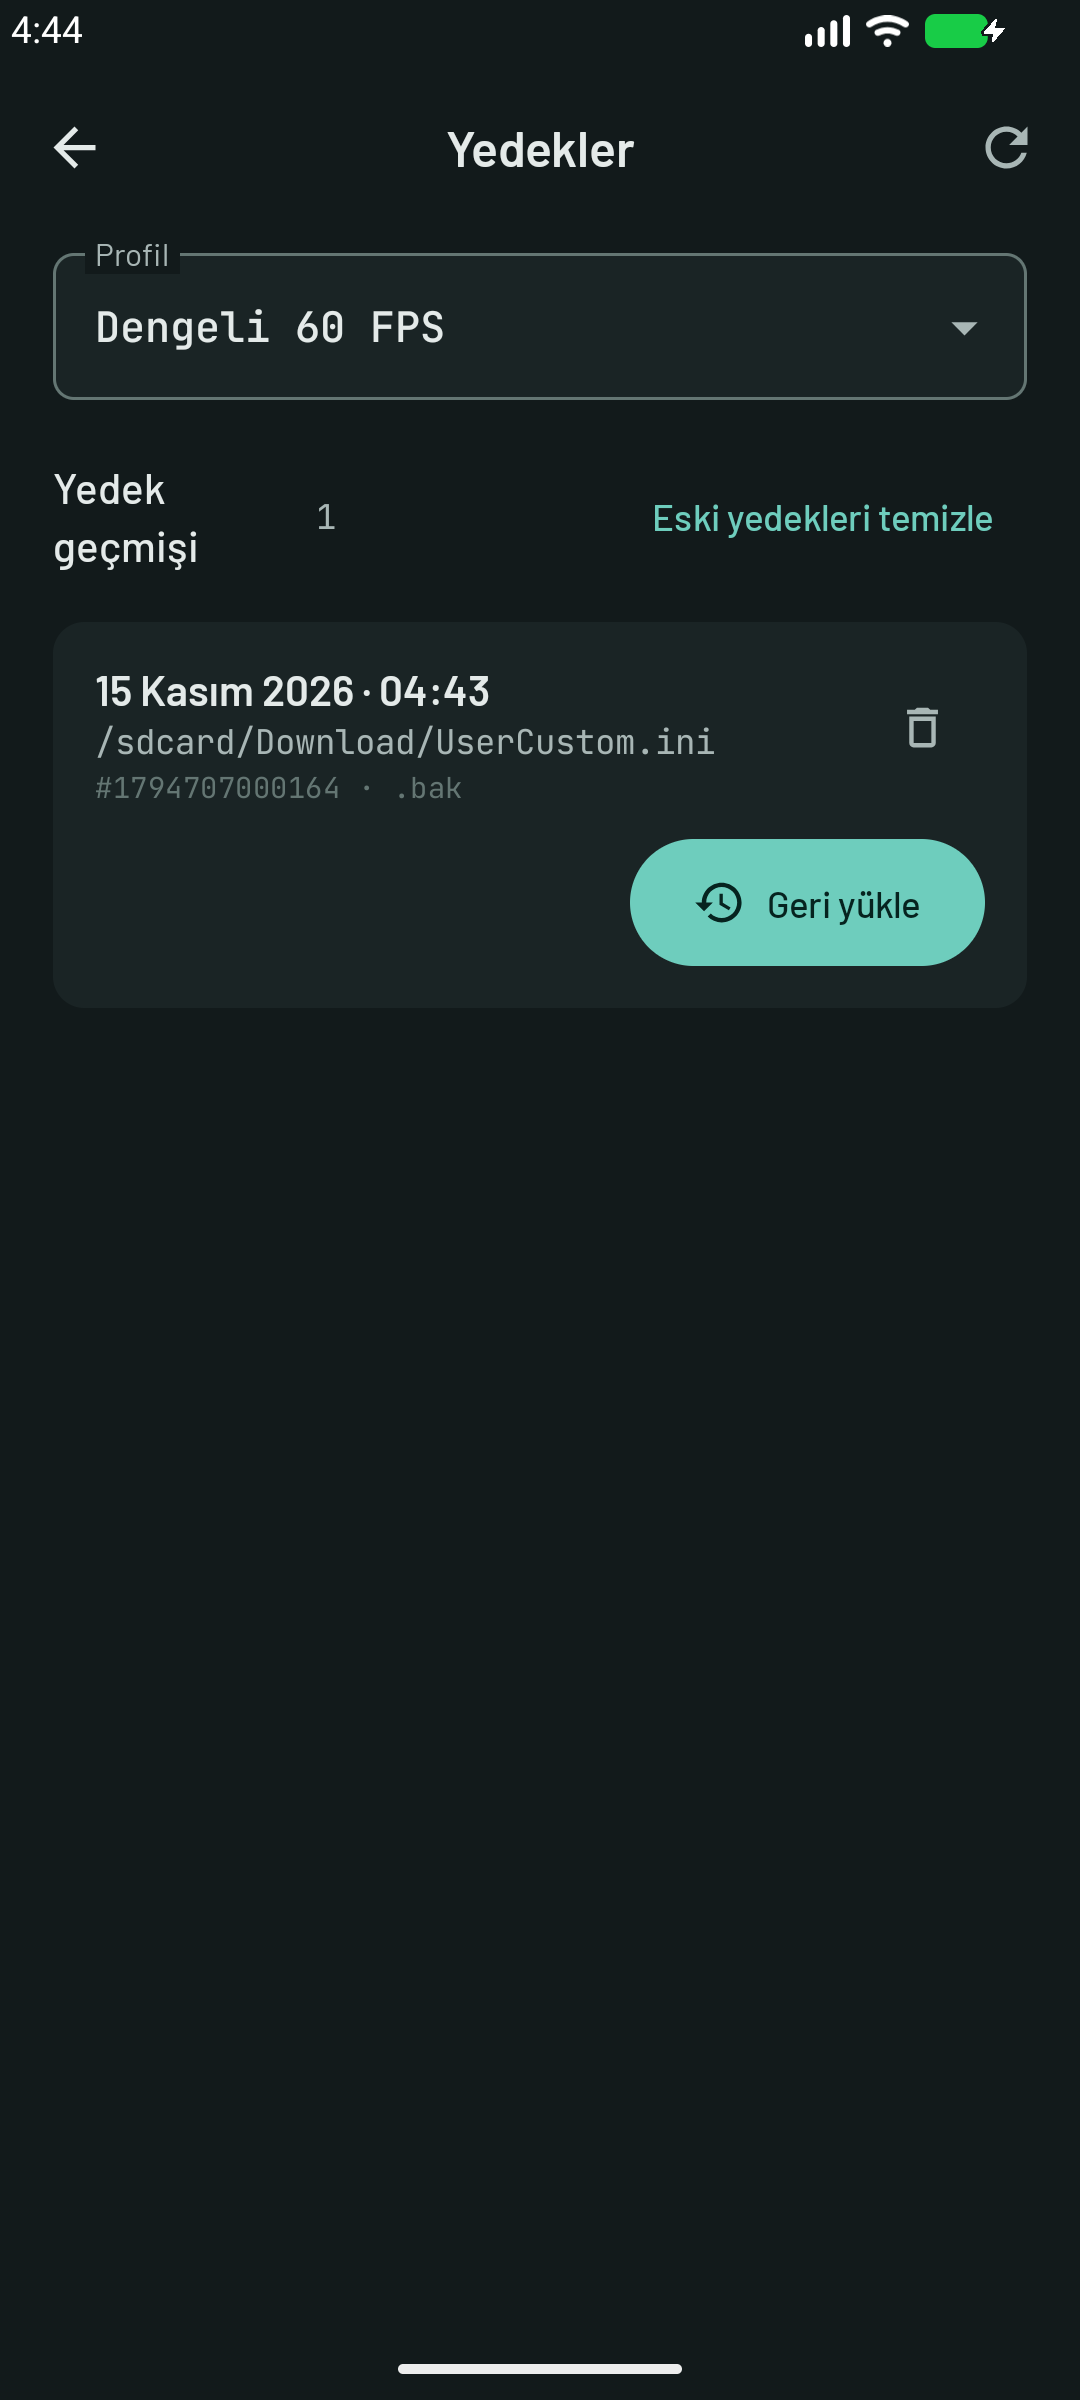 4:44
Yedekler
Profil
Dengeli 60 FPS
Yedek
geçmişi
1
Eski yedekleri temizle
15 Kasım 2026 · 04:43
/sdcard/Download/UserCustom.ini
#1794707000164 · .bak
Geri yükle